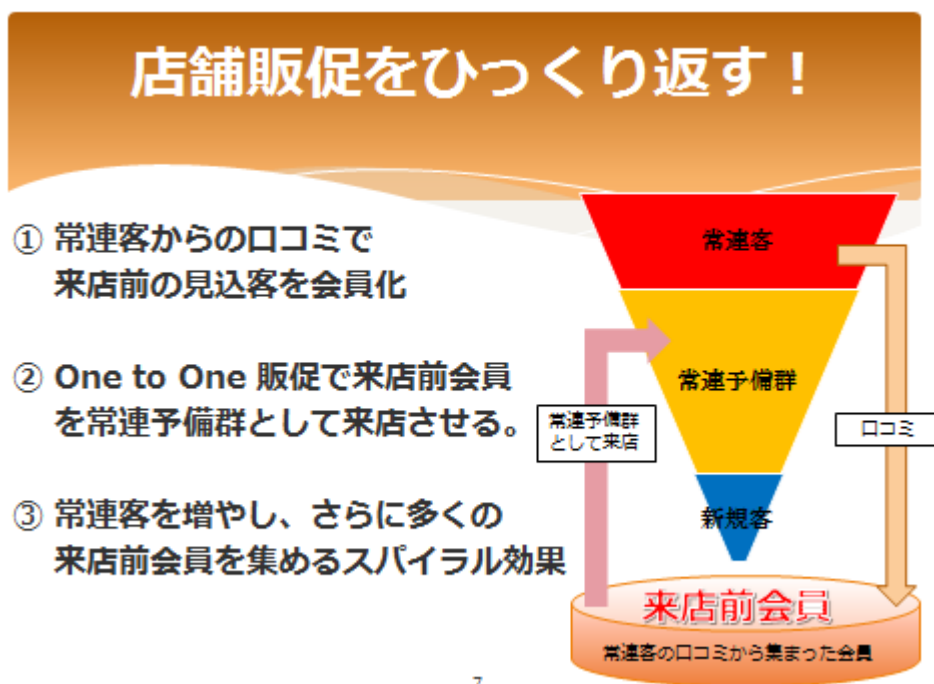 店舗販促をひっくり返す！
① 常連客からの口コミで
来店前の見込客を会員化
② One to One 販促で来店前会員
を常連予備群として来店させる。
③ 常連客を増やし、さらに多くの
来店前会員を集めるスパイラル効果
常連客
常連予備群
新規客
常連予備群
として来店
口コミ
来店前会員
常連客の口コミから集まった会員
7